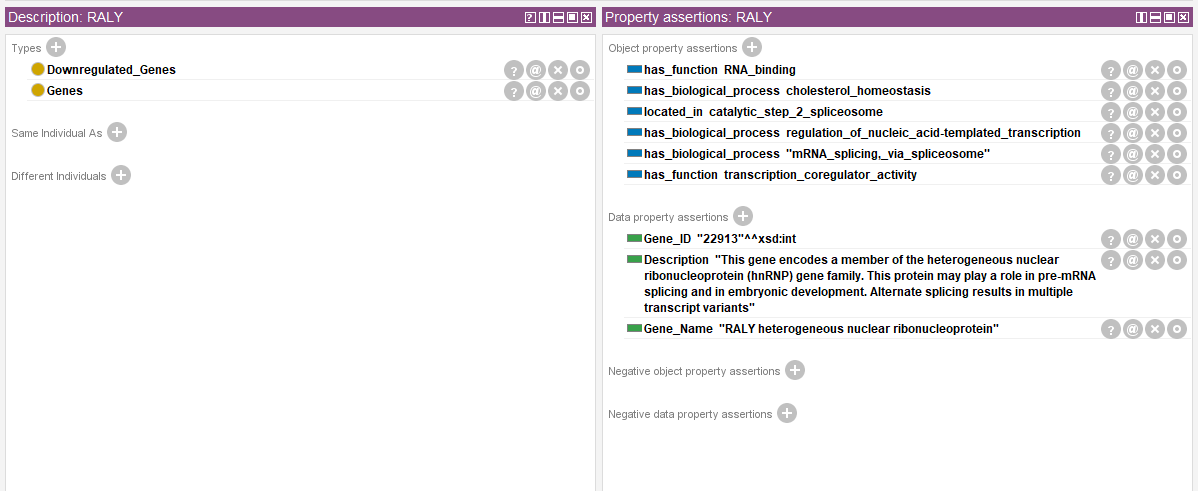 Description: RALY
Types
Downregulated_Genes
Genes
Same Individual As
Different Individuals
Property assertions: RALY
Object property assertions
has_function RNA_binding
has_biological_process cholesterol_homeostasis
located_in catalytic_step_2_spliceosome
has_biological_process regulation_of_nucleic_acid-templated_transcription
has_biological_process "mRNA_splicing,_via_spliceosome"
has_function transcription_coregulator_activity
Data property assertions
Gene_ID "22913"^^xsd:int
Description "This gene encodes a member of the heterogeneous nuclear
ribonucleoprotein (hnRNP) gene family. This protein may play a role in pre-mRNA
splicing and in embryonic development. Alternate splicing results in multiple
transcript variants"
Gene_Name "RALY heterogeneous nuclear ribonucleoprotein"
Negative object property assertions
Negative data property assertions